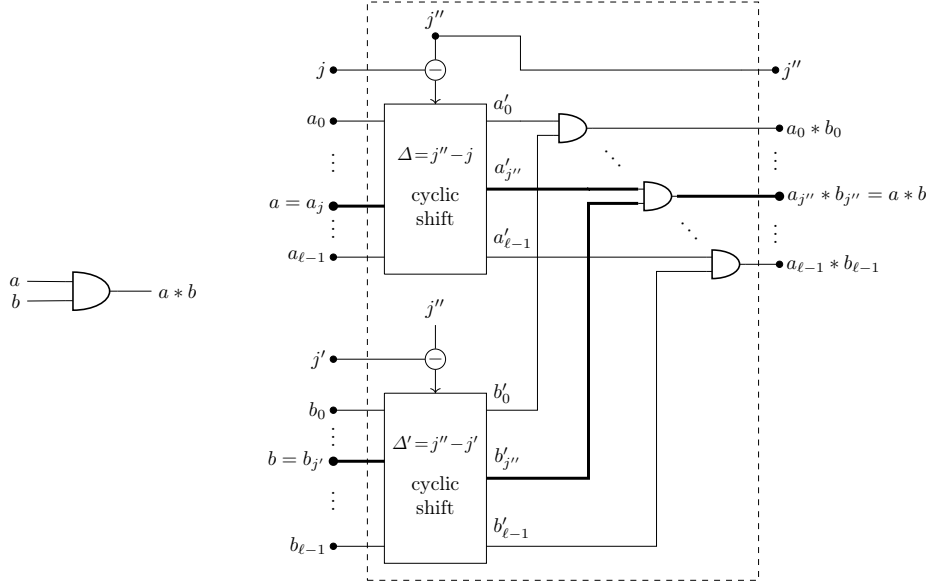 j′′
j
j′′
a₀
a′₀
a₀ ∗ b₀
⋮
Δ = j′′ − j
⋱
⋮
a′ⱼ′′
cyclic
shift
a = aⱼ
aⱼ′′ ∗ bⱼ′′ = a ∗ b
⋮
⋱
⋮
a′ℓ₋₁
aℓ₋₁
aℓ₋₁ ∗ bℓ₋₁
a
b
a ∗ b
j′′
j′
b₀
b′₀
⋮
Δ′ = j′′ − j′
b = bⱼ′
b′ⱼ′′
cyclic
shift
⋮
b′ℓ₋₁
bℓ₋₁